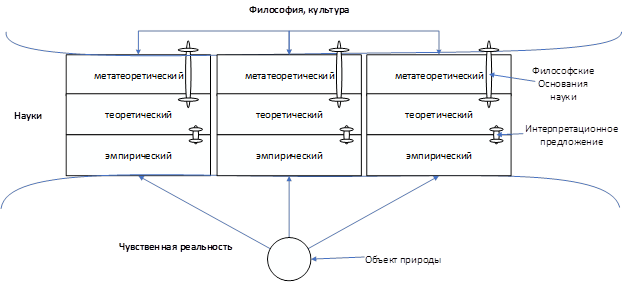 Философия, культура
метатеоретический метатеоретический метатеоретический
Философские
Основания
науки
Науки
теоретический теоретический теоретический
Интерпретационное
предложение
эмпирический эмпирический эмпирический
Чувственная реальность
Объект природы